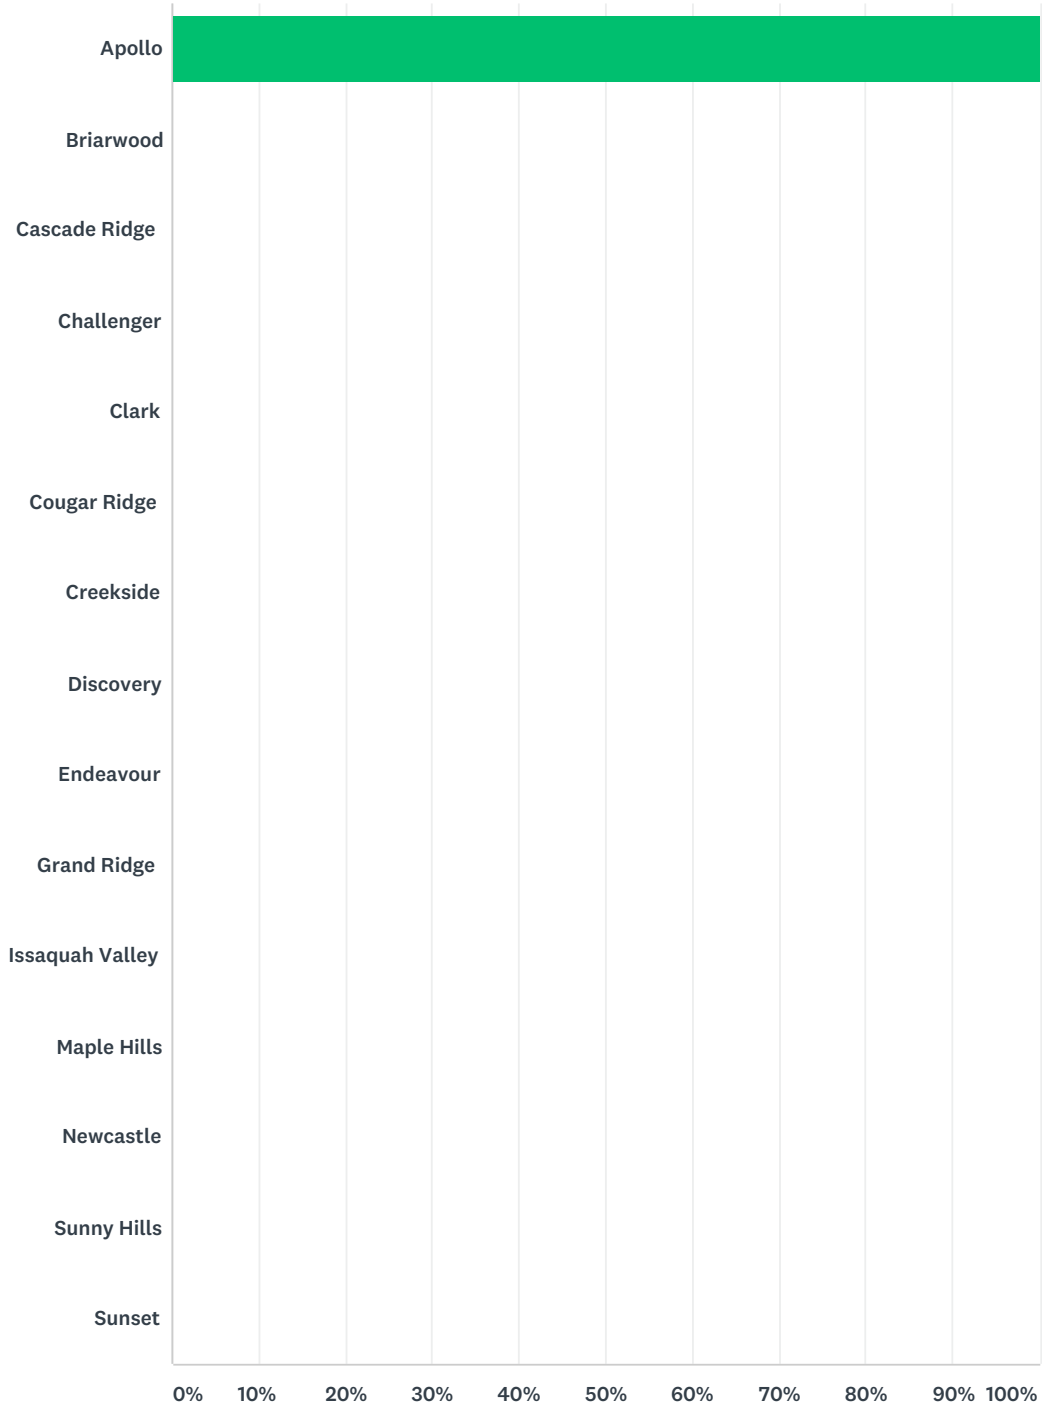 Apollo
Briarwood
Cascade Ridge
Challenger
Clark
Cougar Ridge
Creekside
Discovery
Endeavour
Grand Ridge
Issaquah Valley
Maple Hills
Newcastle
Sunny Hills
Sunset
0% 10% 20% 30% 40% 50% 60% 70% 80% 90% 100%